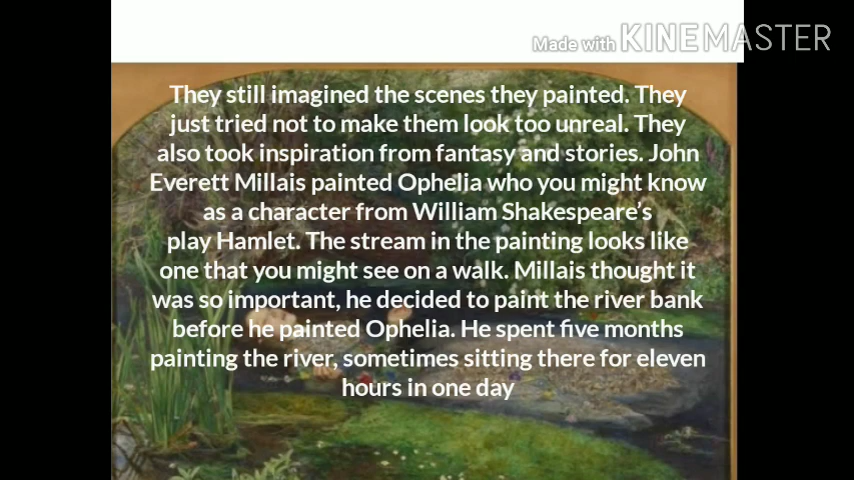 Made with KINEMASTER
They still imagined the scenes they painted. They
just tried not to make them look too unreal. They
also took inspiration from fantasy and stories. John
Everett Millais painted Ophelia who you might know
as a character from William Shakespeare’s
play Hamlet. The stream in the painting looks like
one that you might see on a walk. Millais thought it
was so important, he decided to paint the river bank
before he painted Ophelia. He spent five months
painting the river, sometimes sitting there for eleven
hours in one day